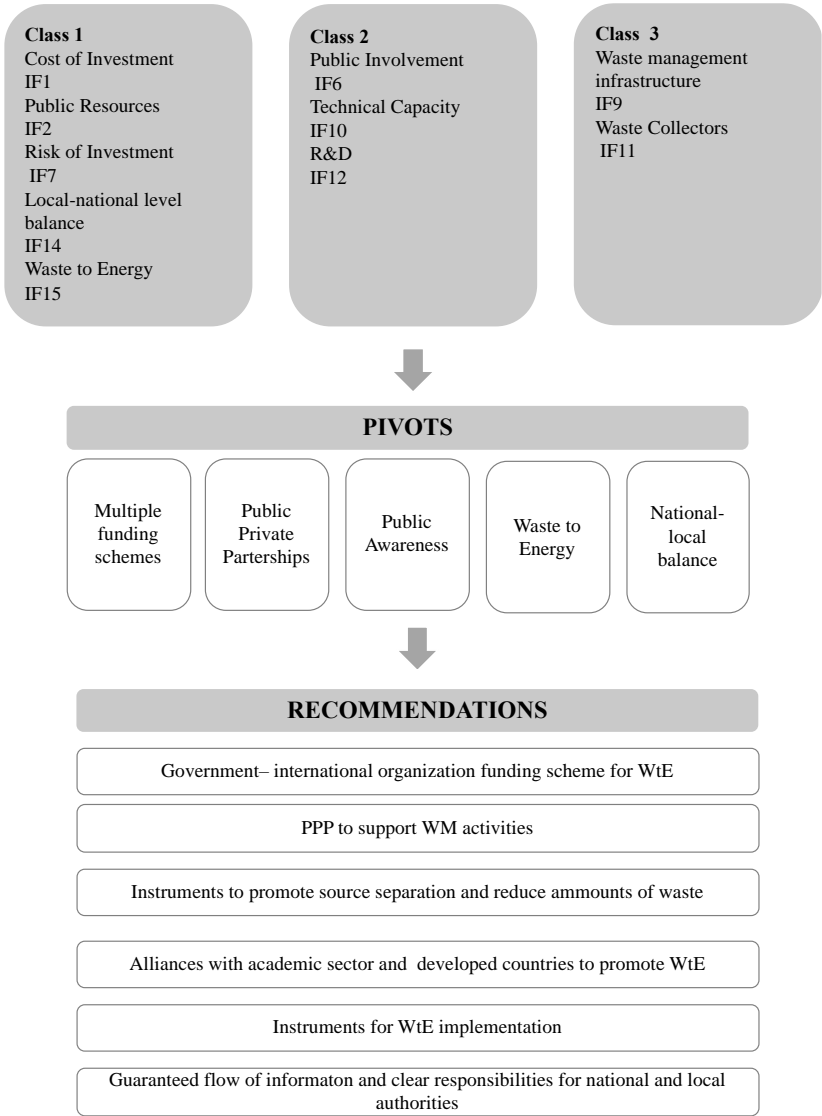 Class 1
Cost of Investment
IF1
Public Resources
IF2
Risk of Investment
IF7
Local-national level
balance
IF14
Waste to Energy
IF15
Class 2
Public Involvement
IF6
Technical Capacity
IF10
R&D
IF12
Class 3
Waste management
infrastructure
IF9
Waste Collectors
IF11
PIVOTS
Multiple
funding
schemes
Public
Private
Parterships
Public
Awareness
Waste to
Energy
National-
local
balance
RECOMMENDATIONS
Government– international organization funding scheme for WtE
PPP to support WM activities
Instruments to promote source separation and reduce ammounts of waste
Alliances with academic sector and developed countries to promote WtE
Instruments for WtE implementation
Guaranteed flow of informaton and clear responsibilities for national and local
authorities